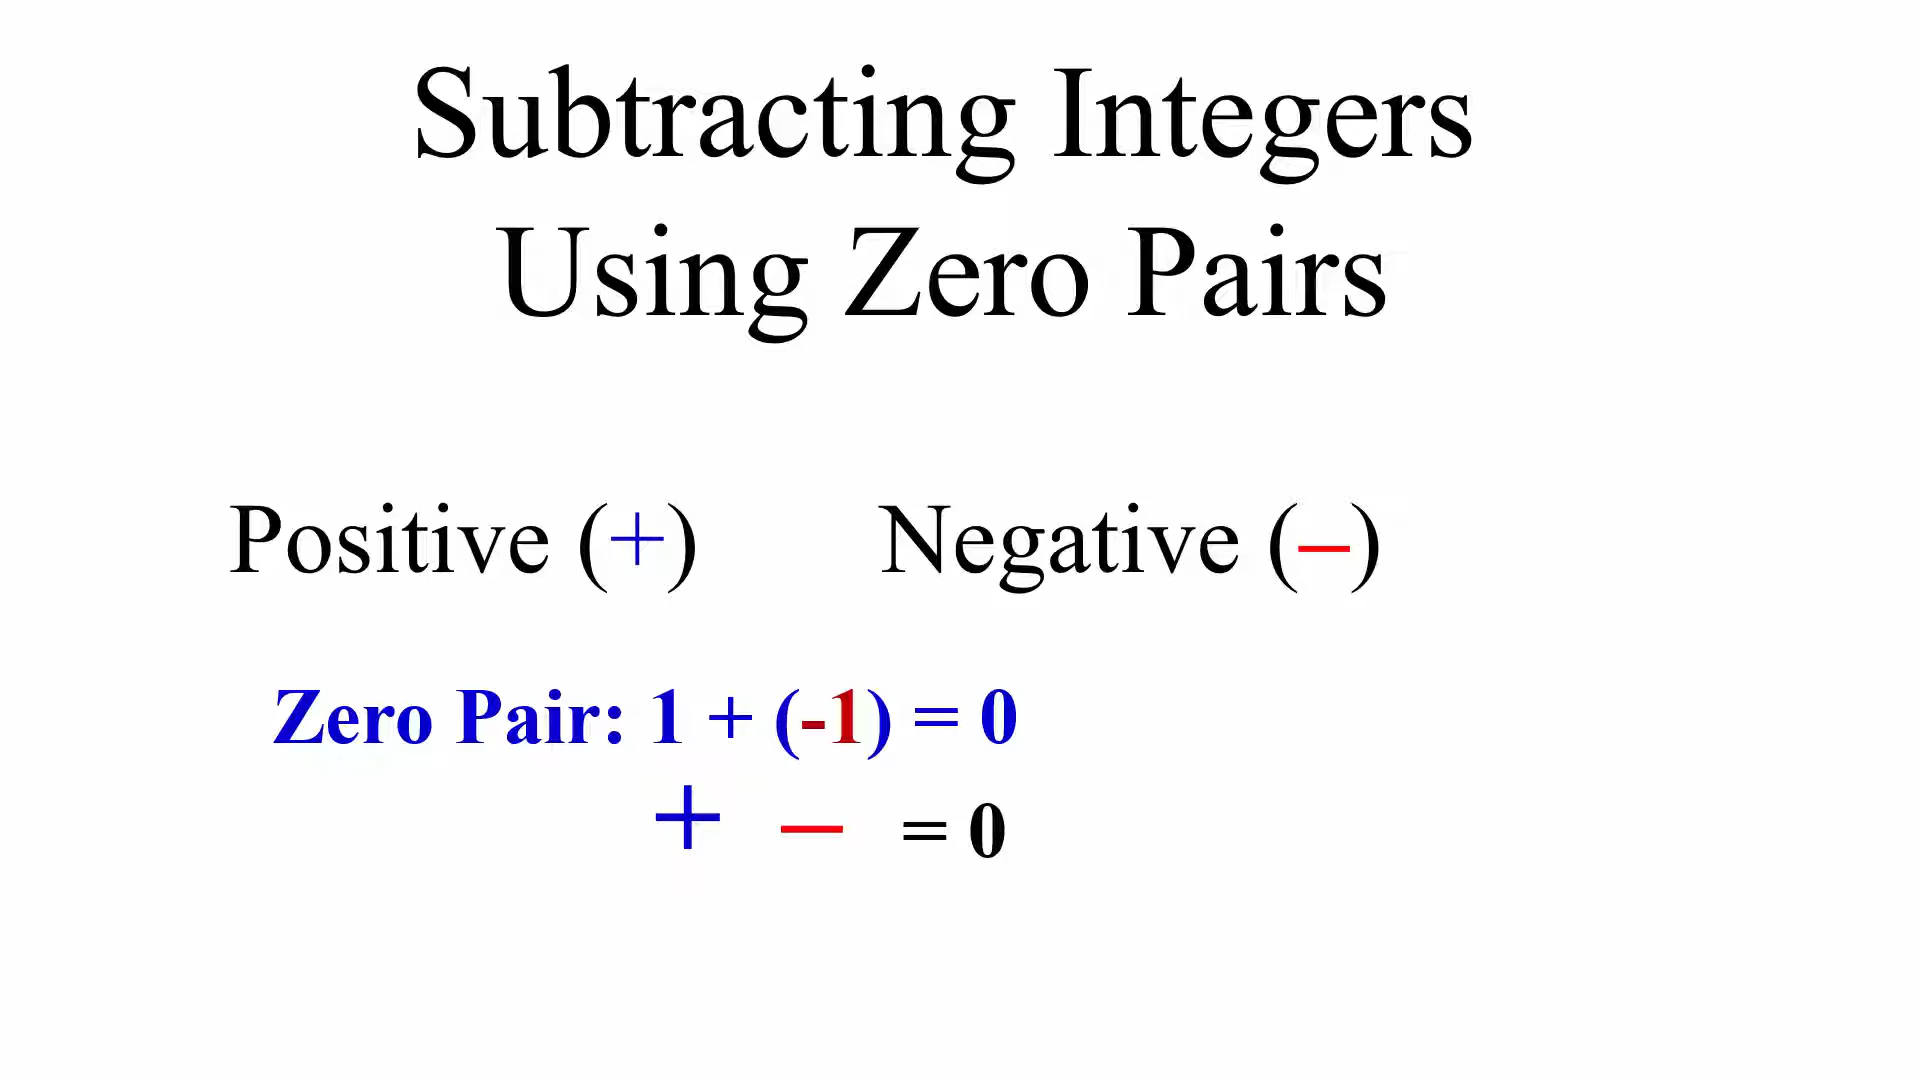 Subtracting Integers
Using Zero Pairs
Positive (+) Negative (–)
Zero Pair: 1 + (-1) = 0
+ – = 0